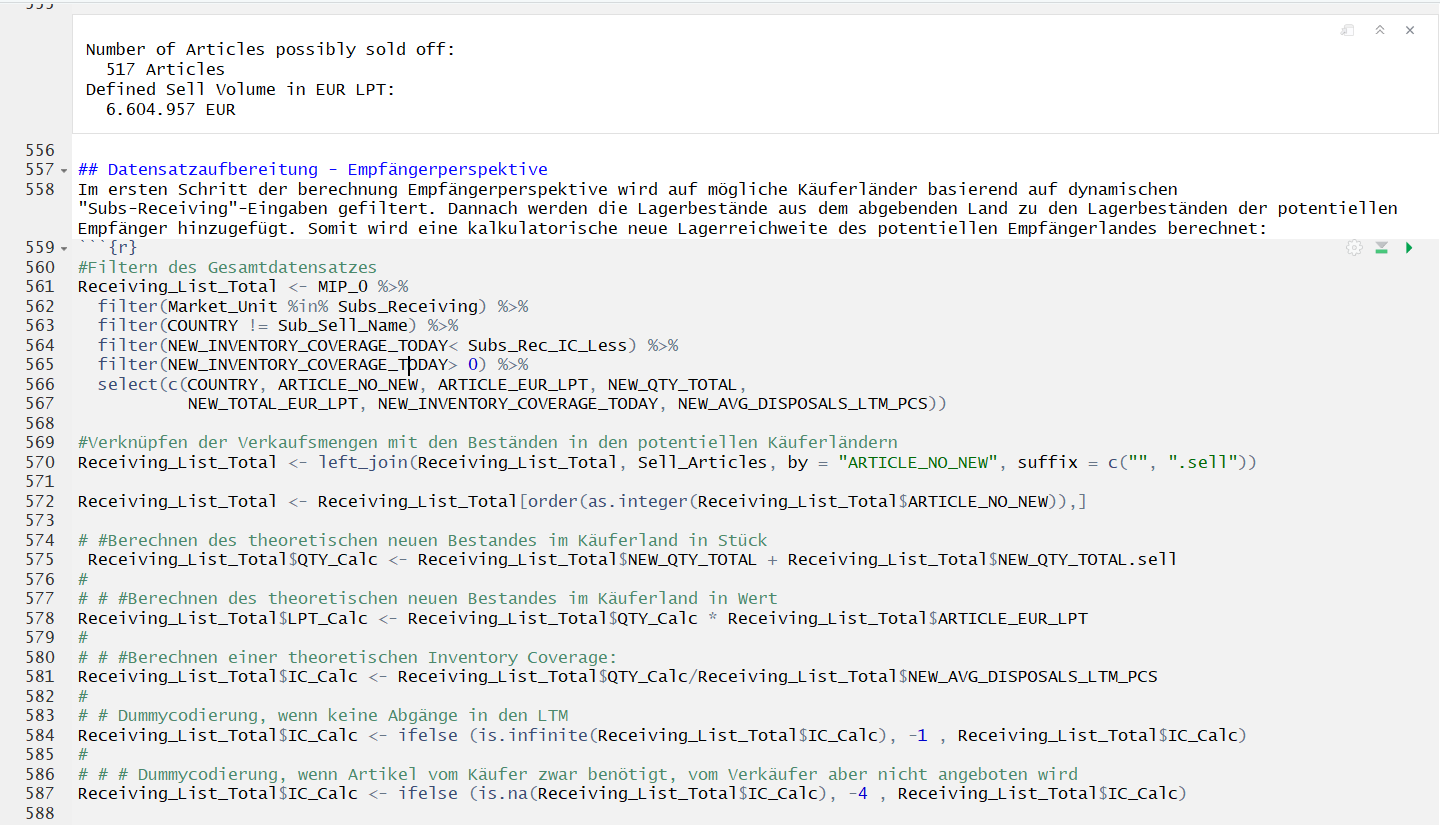 Number of Articles possibly sold off:
  517 Articles
Defined Sell Volume in EUR LPT:
  6.604.957 EUR
556
557 ## Datensatzaufbereitung - Empfängerperspektive
558 Im ersten Schritt der berechnung Empfängerperspektive wird auf mögliche Käuferländer basierend auf dynamischen
"Subs-Receiving"-Eingaben gefiltert. Dannach werden die Lagerbestände aus dem abgebenden Land zu den Lagerbeständen der potentiellen
Empfänger hinzugefügt. Somit wird eine kalkulatorische neue Lagerreichweite des potentiellen Empfängerlandes berechnet:
559 ```{r}
560 #Filtern des Gesamtdatensatzes
561 Receiving_List_Total <- MIP_O %>%
562   filter(Market_Unit %in% Subs_Receiving) %>%
563   filter(COUNTRY != Sub_Sell_Name) %>%
564   filter(NEW_INVENTORY_COVERAGE_TODAY< Subs_Rec_IC_Less) %>%
565   filter(NEW_INVENTORY_COVERAGE_TODAY> 0) %>%
566   select(c(COUNTRY, ARTICLE_NO_NEW, ARTICLE_EUR_LPT, NEW_QTY_TOTAL,
567            NEW_TOTAL_EUR_LPT, NEW_INVENTORY_COVERAGE_TODAY, NEW_AVG_DISPOSALS_LTM_PCS))
568
569 #Verknüpfen der Verkaufsmengen mit den Beständen in den potentiellen Käuferländern
570 Receiving_List_Total <- left_join(Receiving_List_Total, Sell_Articles, by = "ARTICLE_NO_NEW", suffix = c("", ".sell"))
571
572 Receiving_List_Total <- Receiving_List_Total[order(as.integer(Receiving_List_Total$ARTICLE_NO_NEW)),]
573
574 # #Berechnen des theoretischen neuen Bestandes im Käuferland in Stück
575  Receiving_List_Total$QTY_Calc <- Receiving_List_Total$NEW_QTY_TOTAL + Receiving_List_Total$NEW_QTY_TOTAL.sell
576 #
577 # # #Berechnen des theoretischen neuen Bestandes im Käuferland in Wert
578 Receiving_List_Total$LPT_Calc <- Receiving_List_Total$QTY_Calc * Receiving_List_Total$ARTICLE_EUR_LPT
579 #
580 # # #Berechnen einer theoretischen Inventory Coverage:
581 Receiving_List_Total$IC_Calc <- Receiving_List_Total$QTY_Calc/Receiving_List_Total$NEW_AVG_DISPOSALS_LTM_PCS
582 #
583 # # Dummycodierung, wenn keine Abgänge in den LTM
584 Receiving_List_Total$IC_Calc <- ifelse (is.infinite(Receiving_List_Total$IC_Calc), -1 , Receiving_List_Total$IC_Calc)
585 #
586 # # # Dummycodierung, wenn Artikel vom Käufer zwar benötigt, vom Verkäufer aber nicht angeboten wird
587 Receiving_List_Total$IC_Calc <- ifelse (is.na(Receiving_List_Total$IC_Calc), -4 , Receiving_List_Total$IC_Calc)
588